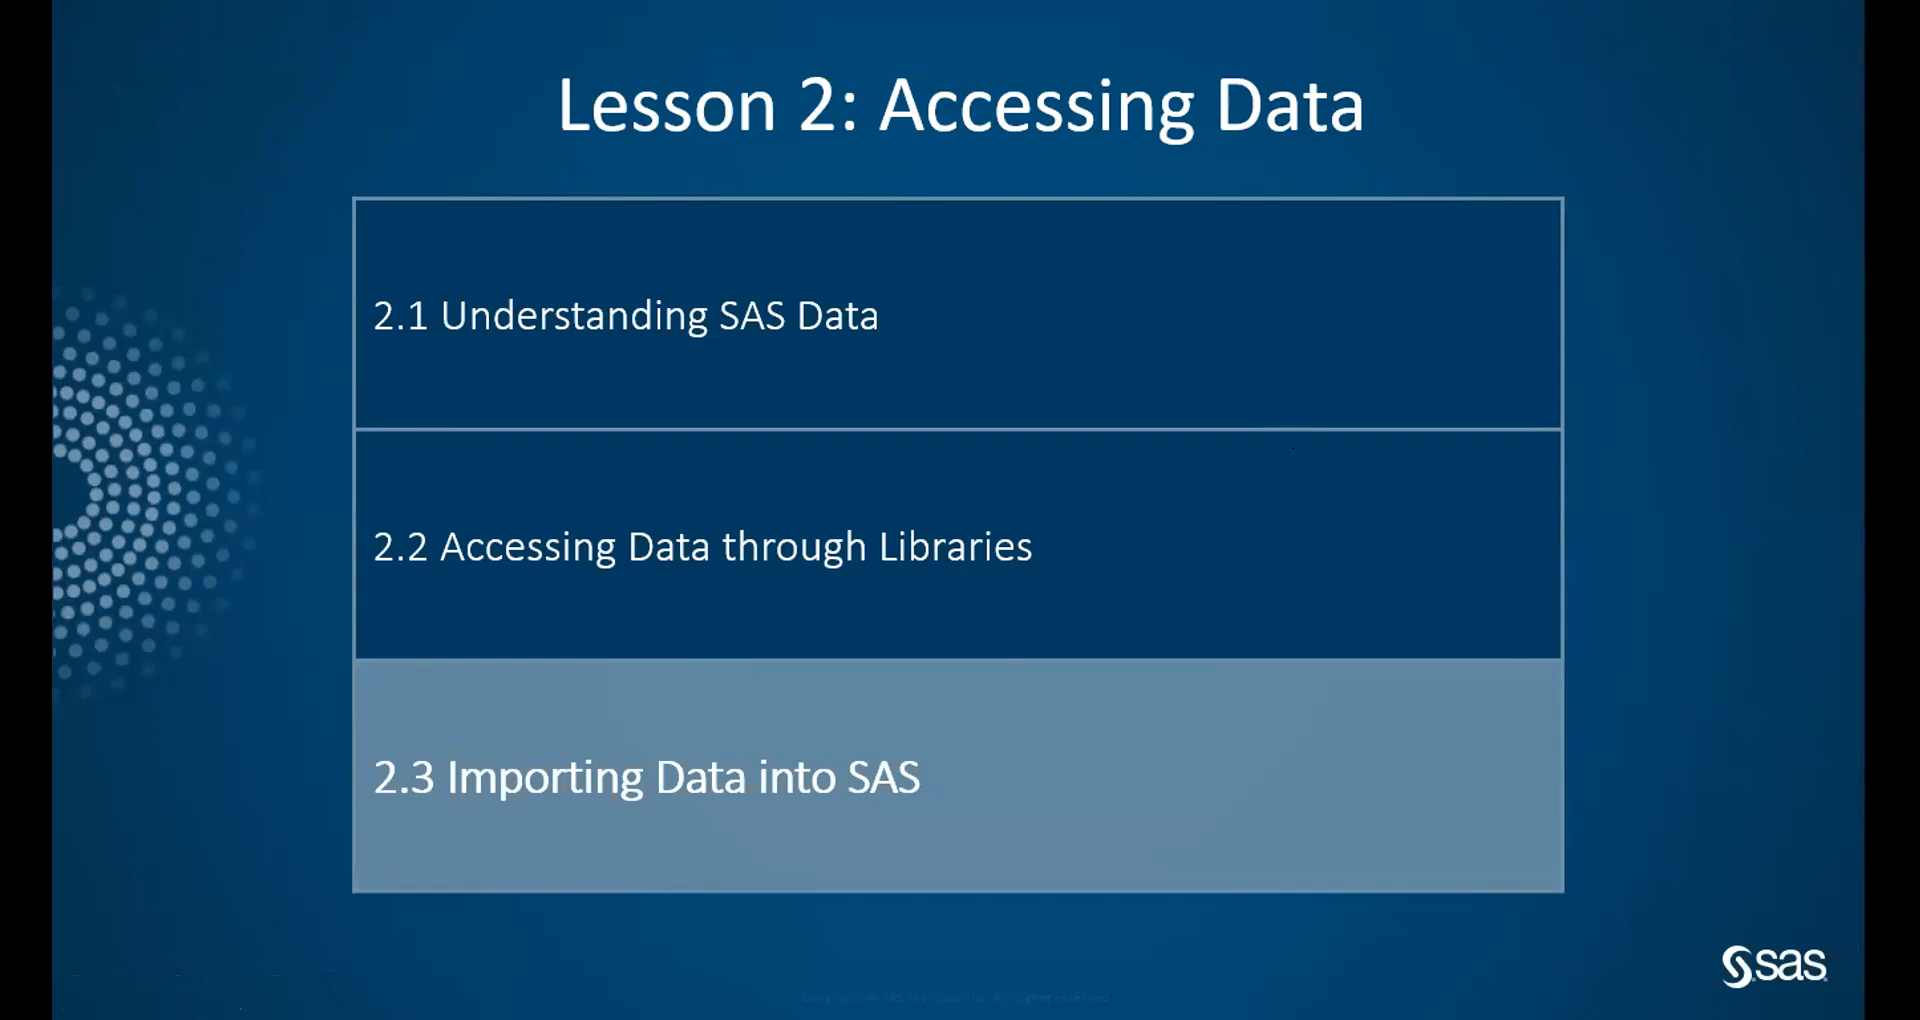 Lesson 2: Accessing Data
2.1 Understanding SAS Data
2.2 Accessing Data through Libraries
2.3 Importing Data into SAS
sas